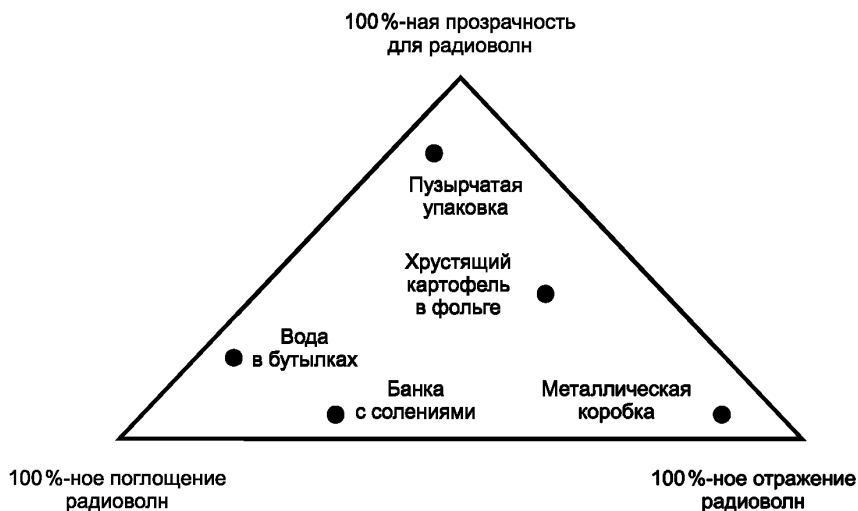 100%-ная прозрачность
для радиоволн
Пузырчатая
упаковка
Хрустящий
картофель
в фольге
Вода
в бутылках
Банка
с солениями
Металлическая
коробка
100%-ное поглощение
радиоволн
100%-ное отражение
радиоволн